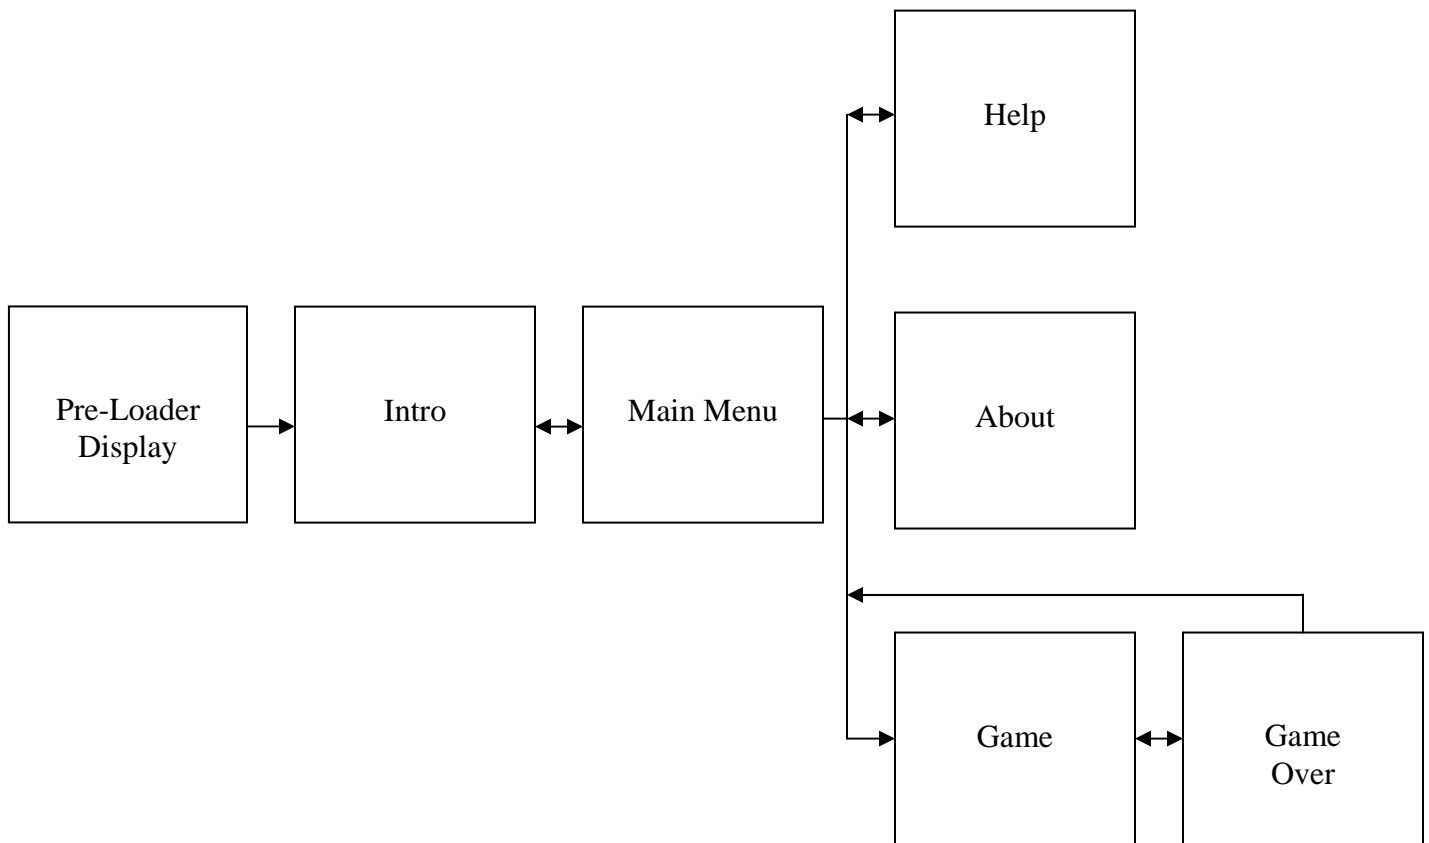 Help
Pre-Loader
Display
Intro
Main Menu
About
Game
Game
Over